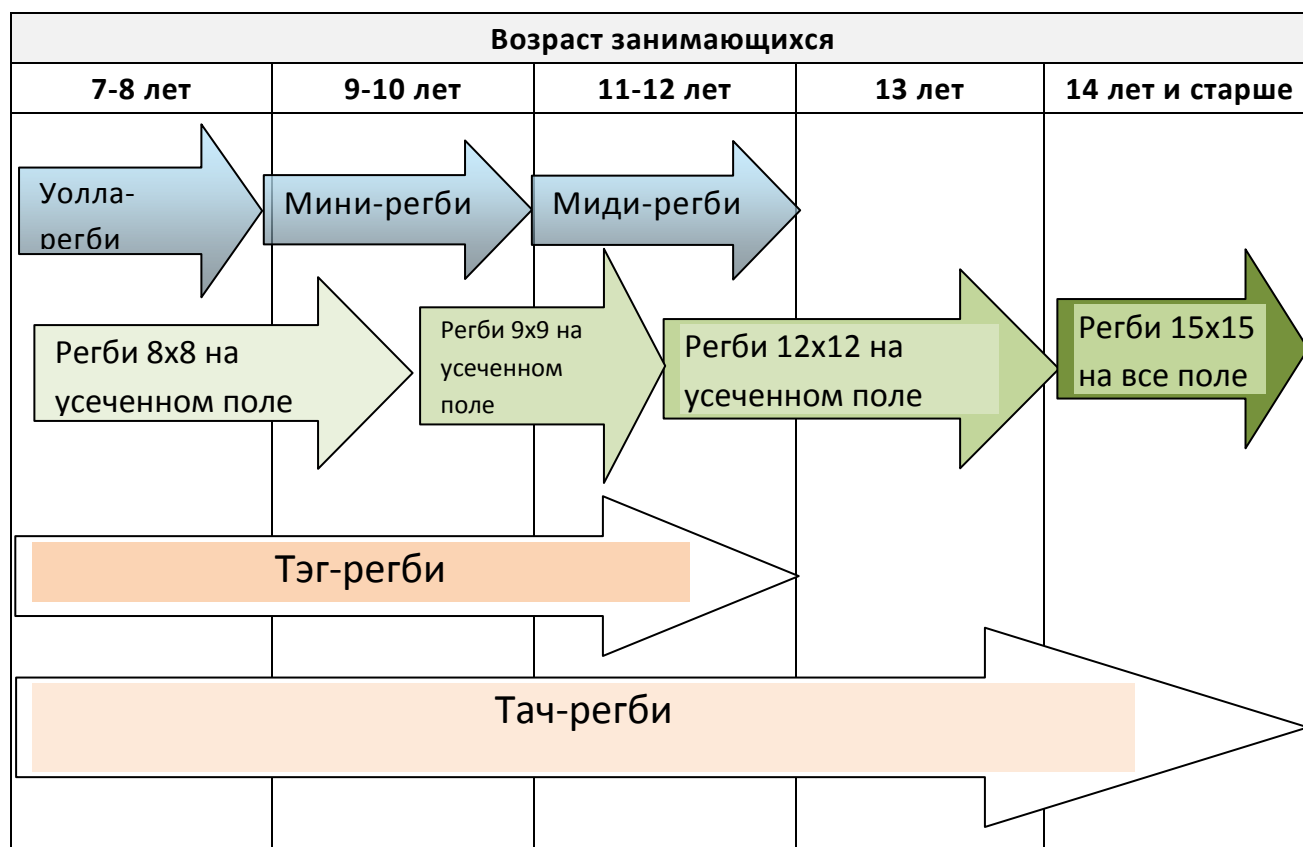 Возраст занимающихся
7-8 лет
9-10 лет
11-12 лет
13 лет
14 лет и старше
Уолла-
регби
Мини-регби
Миди-регби
Регби 8х8 на
усеченном поле
Регби 9х9 на
усеченном
поле
Регби 12х12 на
усеченном поле
Регби 15х15
на все поле
Тэг-регби
Тач-регби